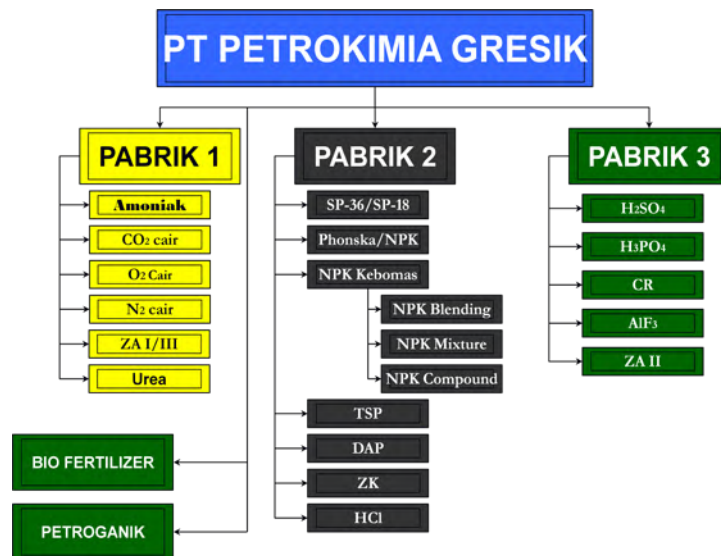 PT PETROKIMIA GRESIK
PABRIK 1
Amoniak
CO₂ cair
O₂ Cair
N₂ cair
ZA I/III
Urea
PABRIK 2
SP-36/SP-18
Phonska/NPK
NPK Kebomas
NPK Blending
NPK Mixture
NPK Compound
TSP
DAP
ZK
HCl
PABRIK 3
H₂SO₄
H₃PO₄
CR
AlF₃
ZA II
BIO FERTILIZER
PETROGANIK